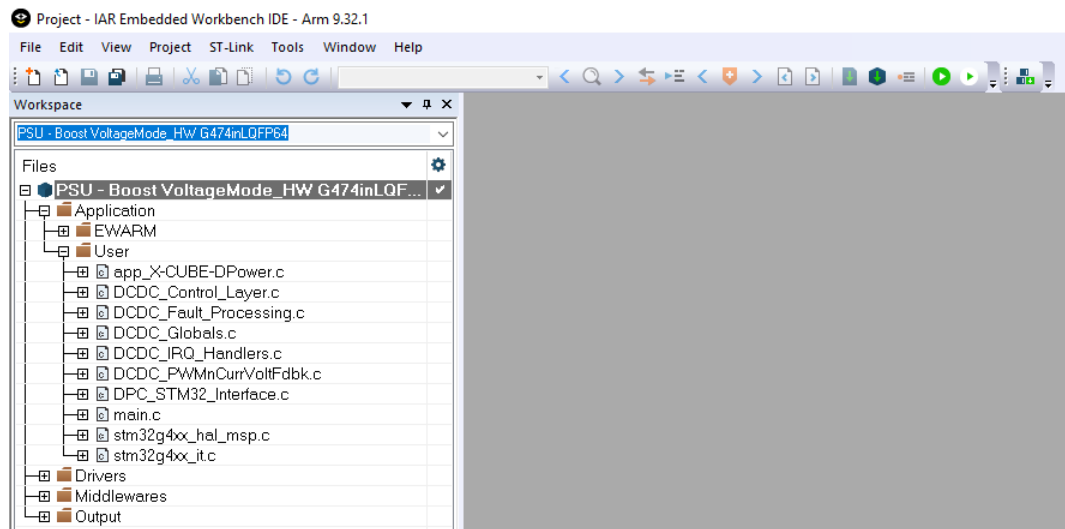 Project - IAR Embedded Workbench IDE - Arm 9.32.1
File Edit View Project ST-Link Tools Window Help
Workspace
PSU - Boost VoltageMode_HW G474inLQFP64
Files
PSU - Boost VoltageMode_HW G474inLQF...
Application
EWARM
User
app_X-CUBE-DPower.c
DCDC_Control_Layer.c
DCDC_Fault_Processing.c
DCDC_Globals.c
DCDC_IRQ_Handlers.c
DCDC_PWMnCurrVoltFdbk.c
DPC_STM32_Interface.c
main.c
stm32g4xx_hal_msp.c
stm32g4xx_it.c
Drivers
Middlewares
Output